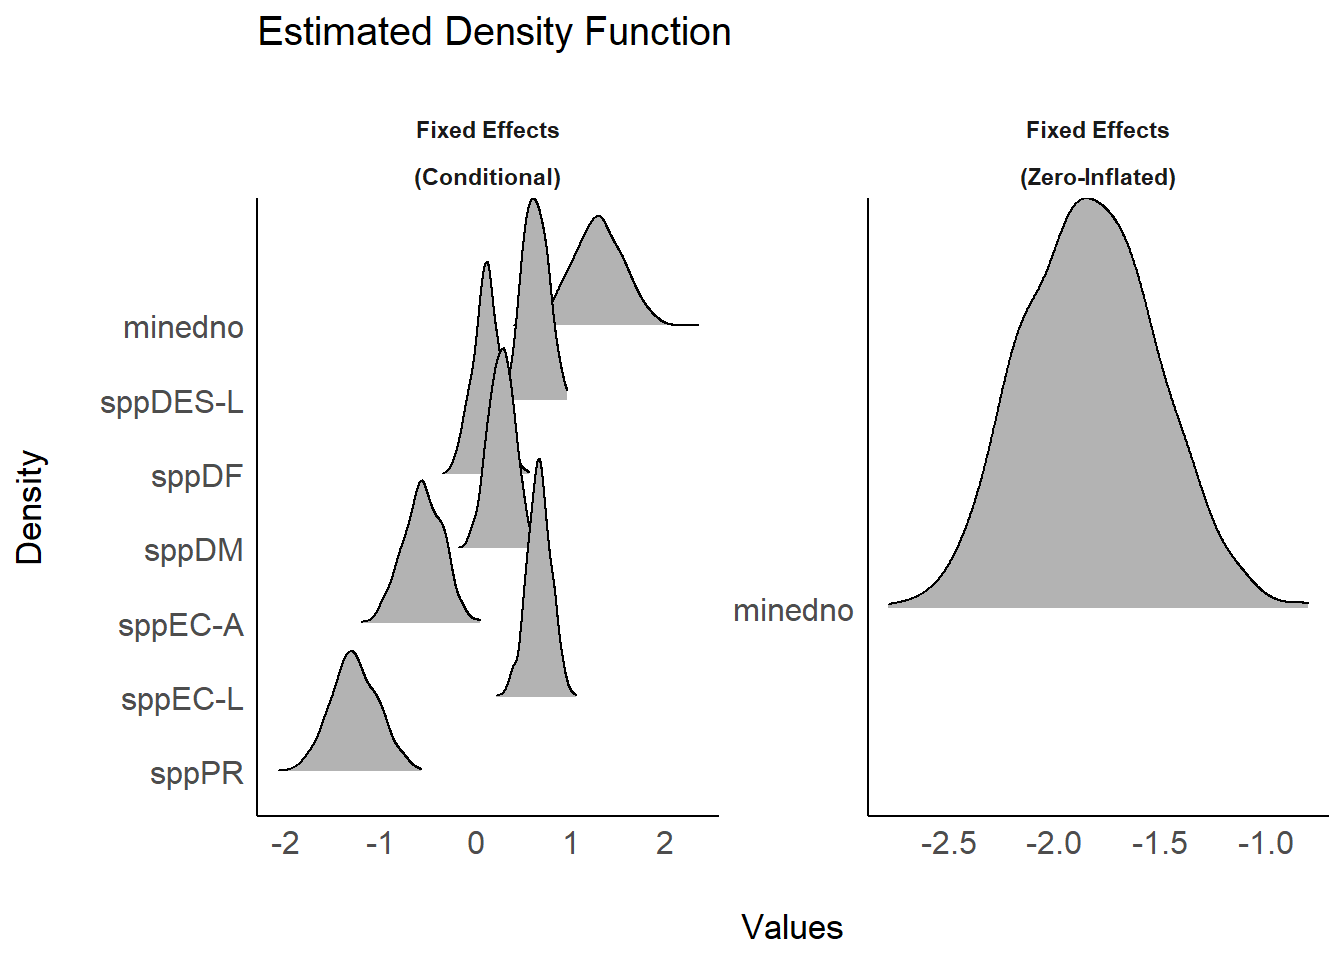 Estimated Density Function
Fixed Effects
(Conditional)
Fixed Effects
(Zero-Inflated)
Density
minedno
sppDES-L
sppDF
sppDM
sppEC-A
sppEC-L
sppPR
minedno
-2 -1 0 1 2
-2.5 -2.0 -1.5 -1.0
Values